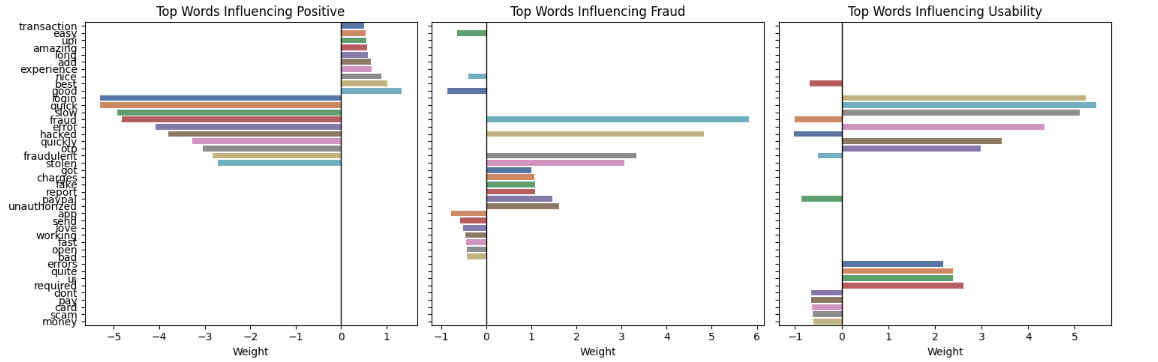 Top Words Influencing Positive
Top Words Influencing Fraud
Top Words Influencing Usability
transaction
easy
upi
amazing
long
add
experience
nice
best
good
login
quick
slow
fraud
error
hacked
quickly
otp
fraudulent
stolen
got
charges
fake
report
paypal
unauthorized
app
send
love
working
fast
open
bad
errors
quite
ui
required
dont
pay
card
scam
money
−5 −4 −3 −2 −1 0 1
−1 0 1 2 3 4 5 6
−1 0 1 2 3 4 5
Weight
Weight
Weight